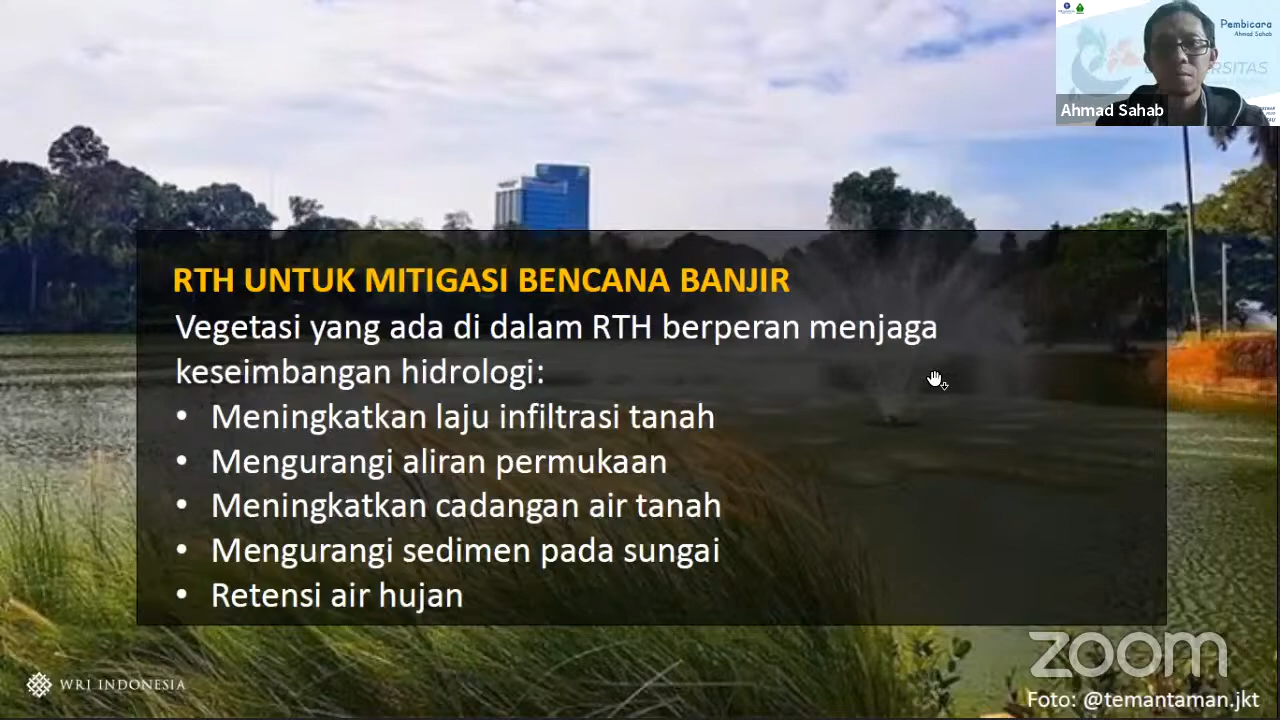 Pembicara
Ahmad Sahab
Ahmad Sahab
RTH UNTUK MITIGASI BENCANA BANJIR
Vegetasi yang ada di dalam RTH berperan menjaga
keseimbangan hidrologi:
• Meningkatkan laju infiltrasi tanah
• Mengurangi aliran permukaan
• Meningkatkan cadangan air tanah
• Mengurangi sedimen pada sungai
• Retensi air hujan
WRI INDONESIA
zoom
Foto: @temantaman.jkt